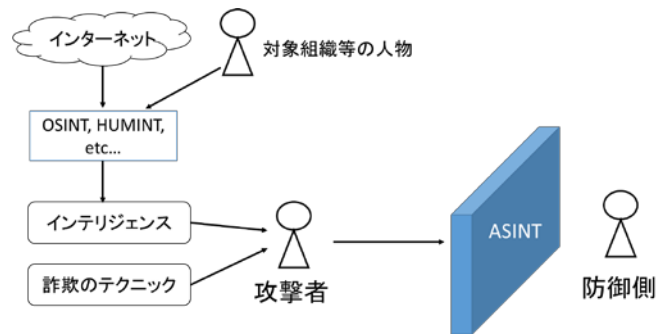 インターネット
対象組織等の人物
OSINT, HUMINT,
etc...
インテリジェンス
詐欺のテクニック
攻撃者
ASINT
防御側